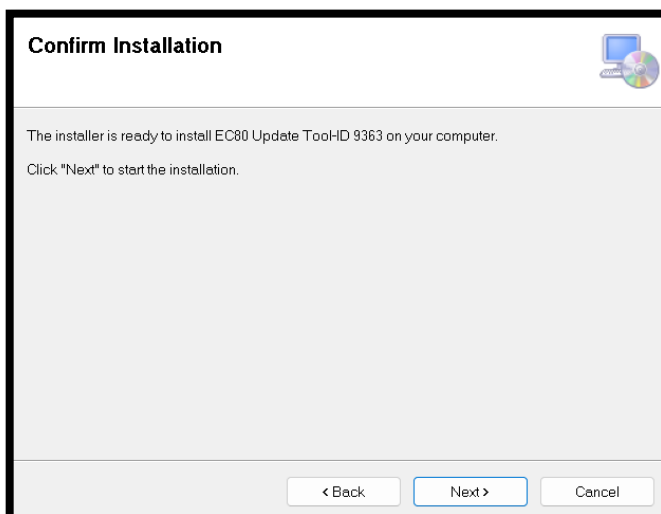 Confirm Installation
The installer is ready to install EC80 Update Tool-ID 9363 on your computer.
Click "Next" to start the installation.
< Back
Next >
Cancel